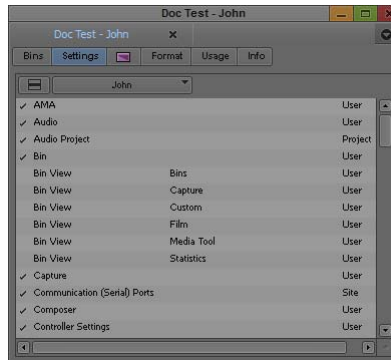 Doc Test - John
Doc Test - John
Bins Settings Format Usage Info
John
✓ AMA User
✓ Audio User
✓ Audio Project Project
✓ Bin User
Bin View Bins User
Bin View Capture User
Bin View Custom User
Bin View Film User
Bin View Media Tool User
Bin View Statistics User
✓ Capture User
✓ Communication (Serial) Ports Site
✓ Composer User
✓ Controller Settings User